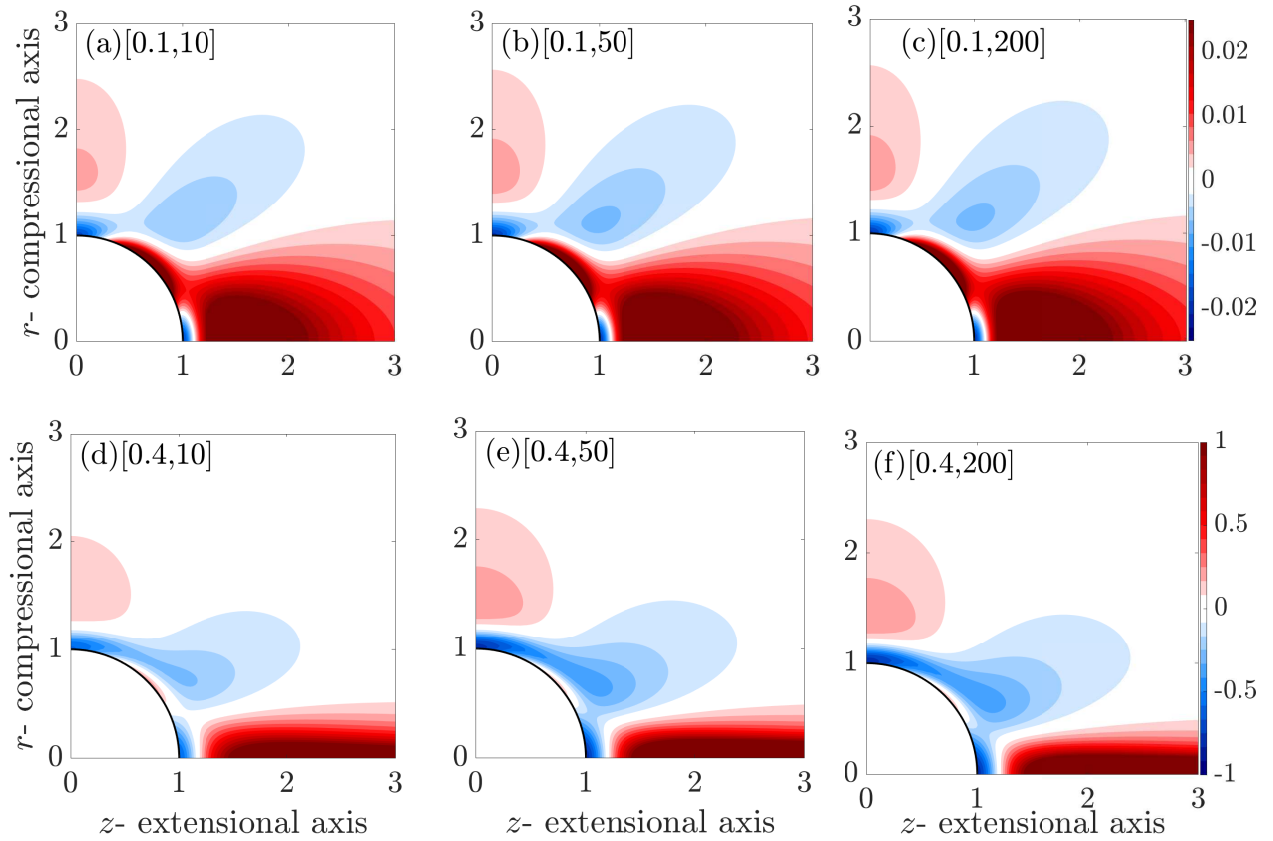 (a)[0.1,10]
(b)[0.1,50]
(c)[0.1,200]
r- compressional axis
3
2
1
0
0 1 2 3
3
2
1
0
0 1 2 3
3
2
1
0
0 1 2 3
0.02
0.01
0
-0.01
-0.02
(d)[0.4,10]
(e)[0.4,50]
(f)[0.4,200]
r- compressional axis
3
2
1
0
0 1 2 3
3
2
1
0
0 1 2 3
3
2
1
0
0 1 2 3
1
0.5
0
-0.5
-1
z- extensional axis
z- extensional axis
z- extensional axis